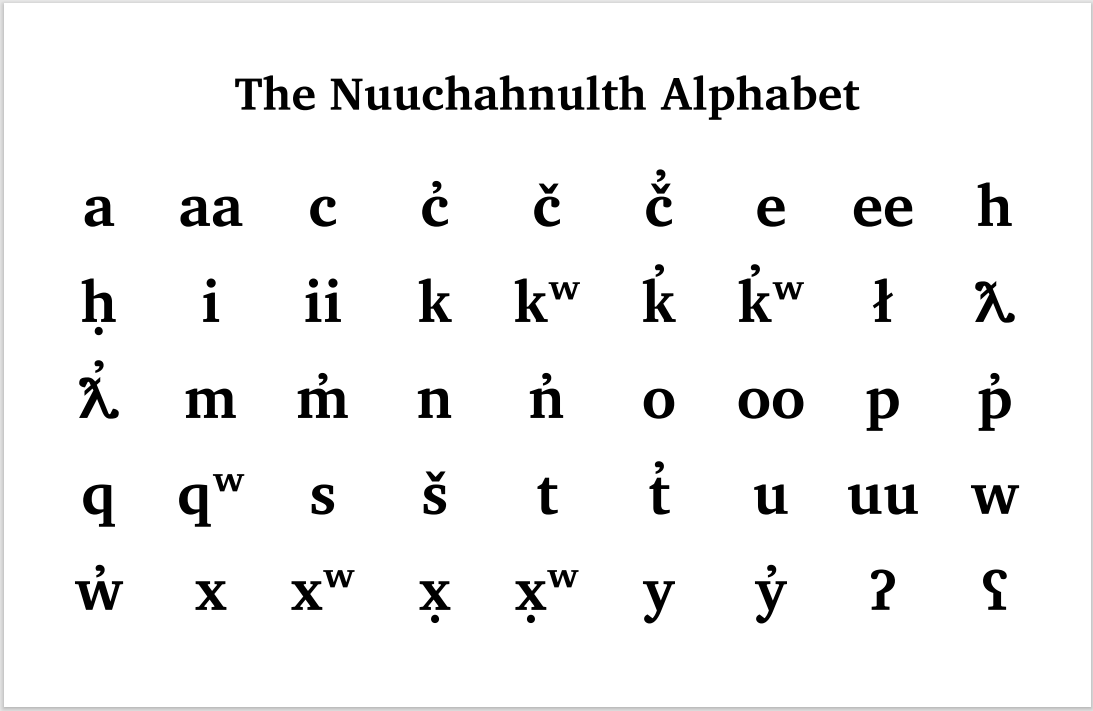 The Nuuchahnulth Alphabet
a aa c c̓ č č̓ e ee h
ḥ i ii k kʷ k̓ k̓ʷ ł ƛ
ƛ̓ m m̓ n n̓ o oo p p̓
q qʷ s š t t̓ u uu w
w̓ x xʷ x̣ x̣ʷ y y̓ ʔ ʕ